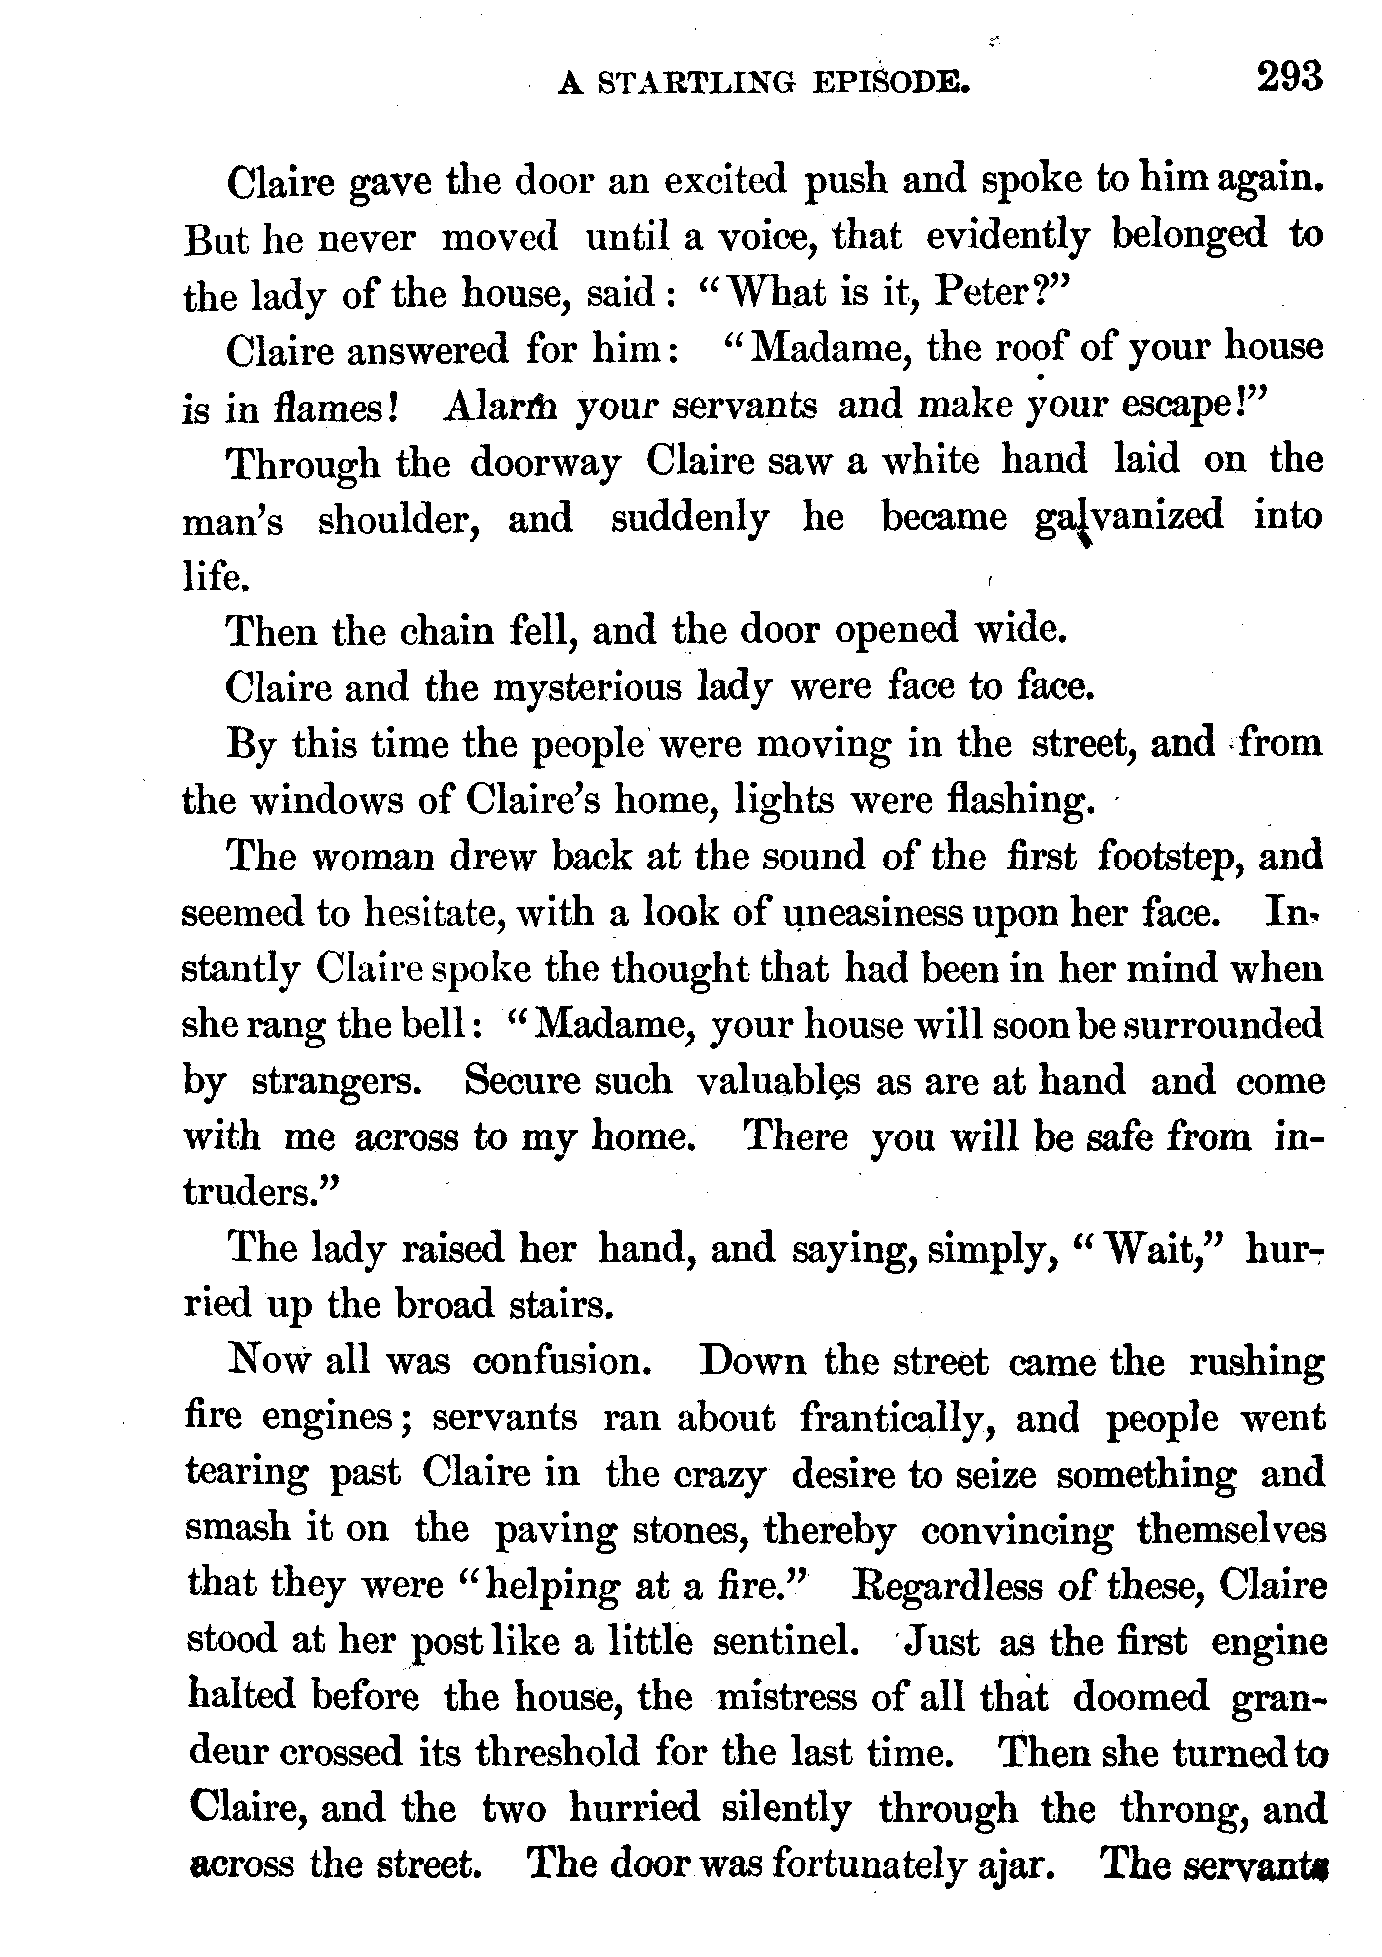 A STARTLING EPISODE. 293
Claire gave the door an excited push and spoke to him again.
But he never moved until a voice, that evidently belonged to
the lady of the house, said : “What is it, Peter?”
Claire answered for him : “Madame, the roof of your house
is in flames! Alarm your servants and make your escape!”
Through the doorway Claire saw a white hand laid on the
man’s shoulder, and suddenly he became galvanized into
life.
Then the chain fell, and the door opened wide.
Claire and the mysterious lady were face to face.
By this time the people were moving in the street, and from
the windows of Claire’s home, lights were flashing.
The woman drew back at the sound of the first footstep, and
seemed to hesitate, with a look of uneasiness upon her face. In-
stantly Claire spoke the thought that had been in her mind when
she rang the bell : “Madame, your house will soon be surrounded
by strangers. Secure such valuables as are at hand and come
with me across to my home. There you will be safe from in-
truders.”
The lady raised her hand, and saying, simply, “Wait,” hur-
ried up the broad stairs.
Now all was confusion. Down the street came the rushing
fire engines ; servants ran about frantically, and people went
tearing past Claire in the crazy desire to seize something and
smash it on the paving stones, thereby convincing themselves
that they were “helping at a fire.” Regardless of these, Claire
stood at her post like a little sentinel. Just as the first engine
halted before the house, the mistress of all that doomed gran-
deur crossed its threshold for the last time. Then she turned to
Claire, and the two hurried silently through the throng, and
across the street. The door was fortunately ajar. The servants